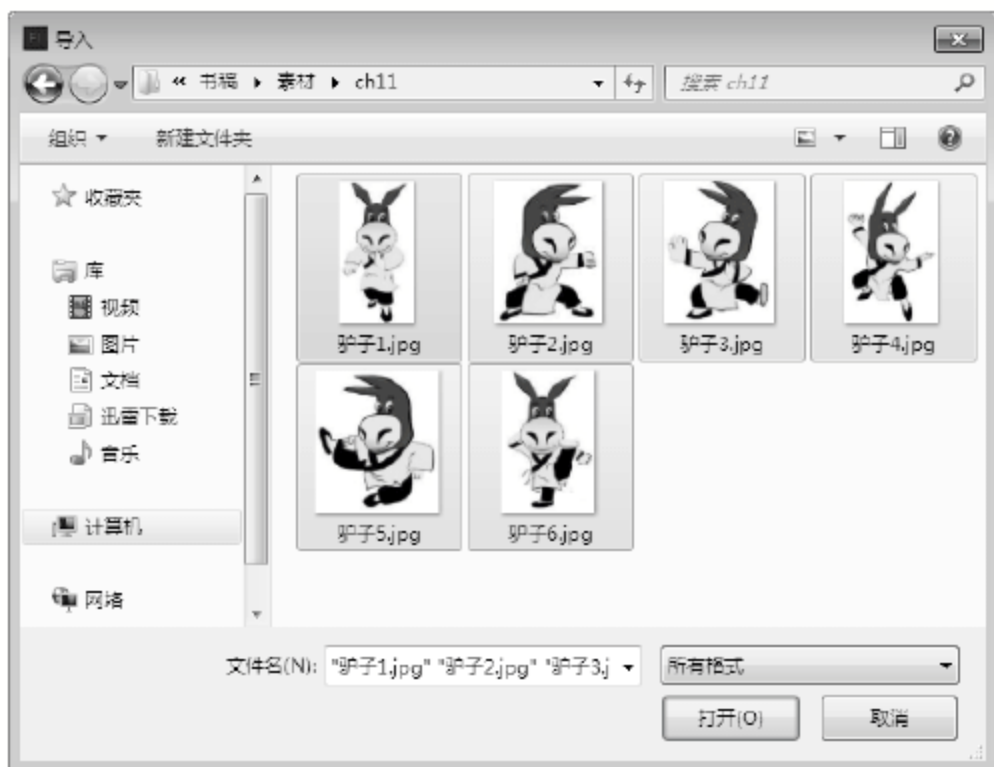 导入
« 书稿 ▸ 素材 ▸ ch11
搜索 ch11
组织
新建文件夹
收藏夹
库
视频
图片
文档
迅雷下载
音乐
计算机
网络
驴子1.jpg
驴子2.jpg
驴子3.jpg
驴子4.jpg
驴子5.jpg
驴子6.jpg
文件名(N): "驴子1.jpg" "驴子2.jpg" "驴子3.j
所有格式
打开(O)
取消